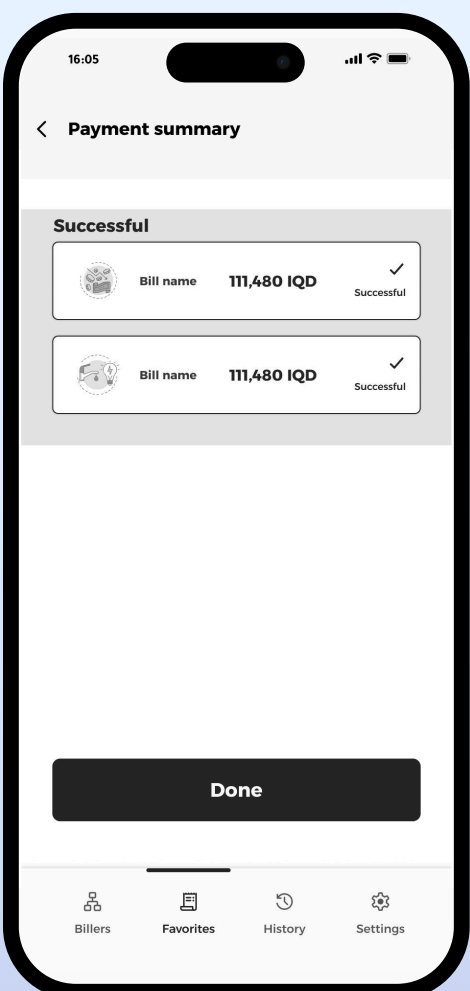 16:05
Payment summary
Successful
Bill name 111,480 IQD Successful
Bill name 111,480 IQD Successful
Done
Billers Favorites History Settings